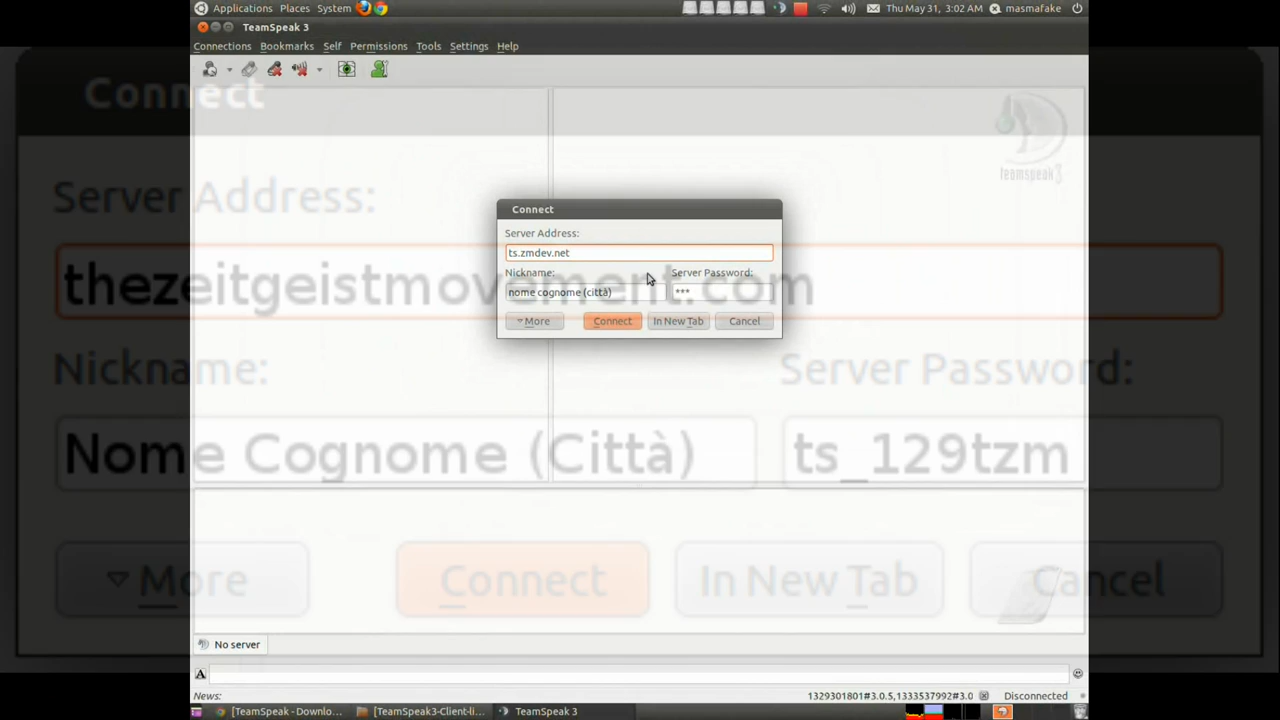 Applications Places System Thu May 31, 3:02 AM masmafake
TeamSpeak 3
Connections Bookmarks Self Permissions Tools Settings Help
teamspeak 3
Connect
Server Address:
thezeitgeistmovement.com
Nickname: Server Password:
Nome Cognome (Città) ts_129tzm
More Connect In New Tab Cancel
Connect
Server Address:
ts.zmdev.net
Nickname: Server Password:
nome cognome (città) ***
More Connect In New Tab Cancel
No server
A
News: 1329301801#3.0.5,1333537992#3.0 Disconnected
[TeamSpeak - Downlo... [TeamSpeak3-Client-li... TeamSpeak 3